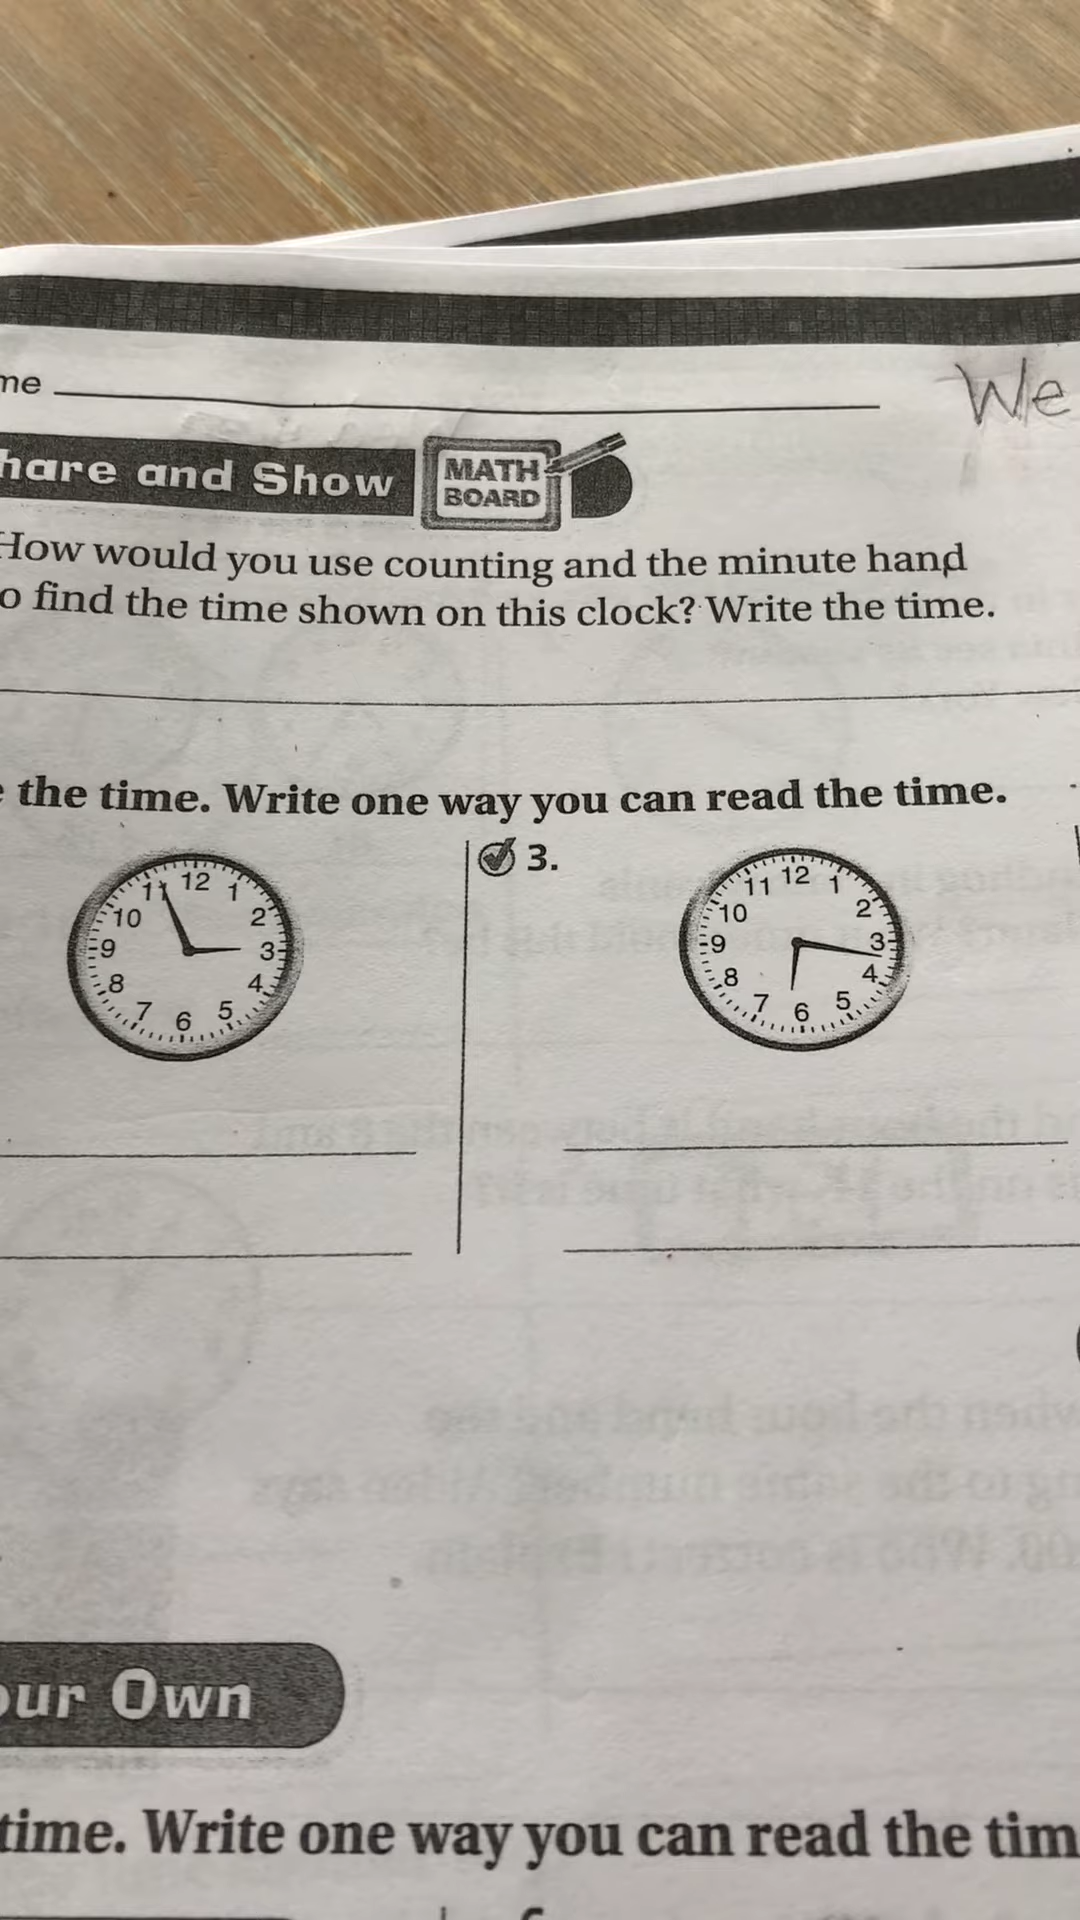 me
We
hare and Show
MATH
BOARD
How would you use counting and the minute hand
o find the time shown on this clock? Write the time.
the time. Write one way you can read the time.
3.
12
1
2
3
4
5
6
7
8
9
10
11
12
1
2
3
4
5
6
7
8
9
10
11
our Own
time. Write one way you can read the tim